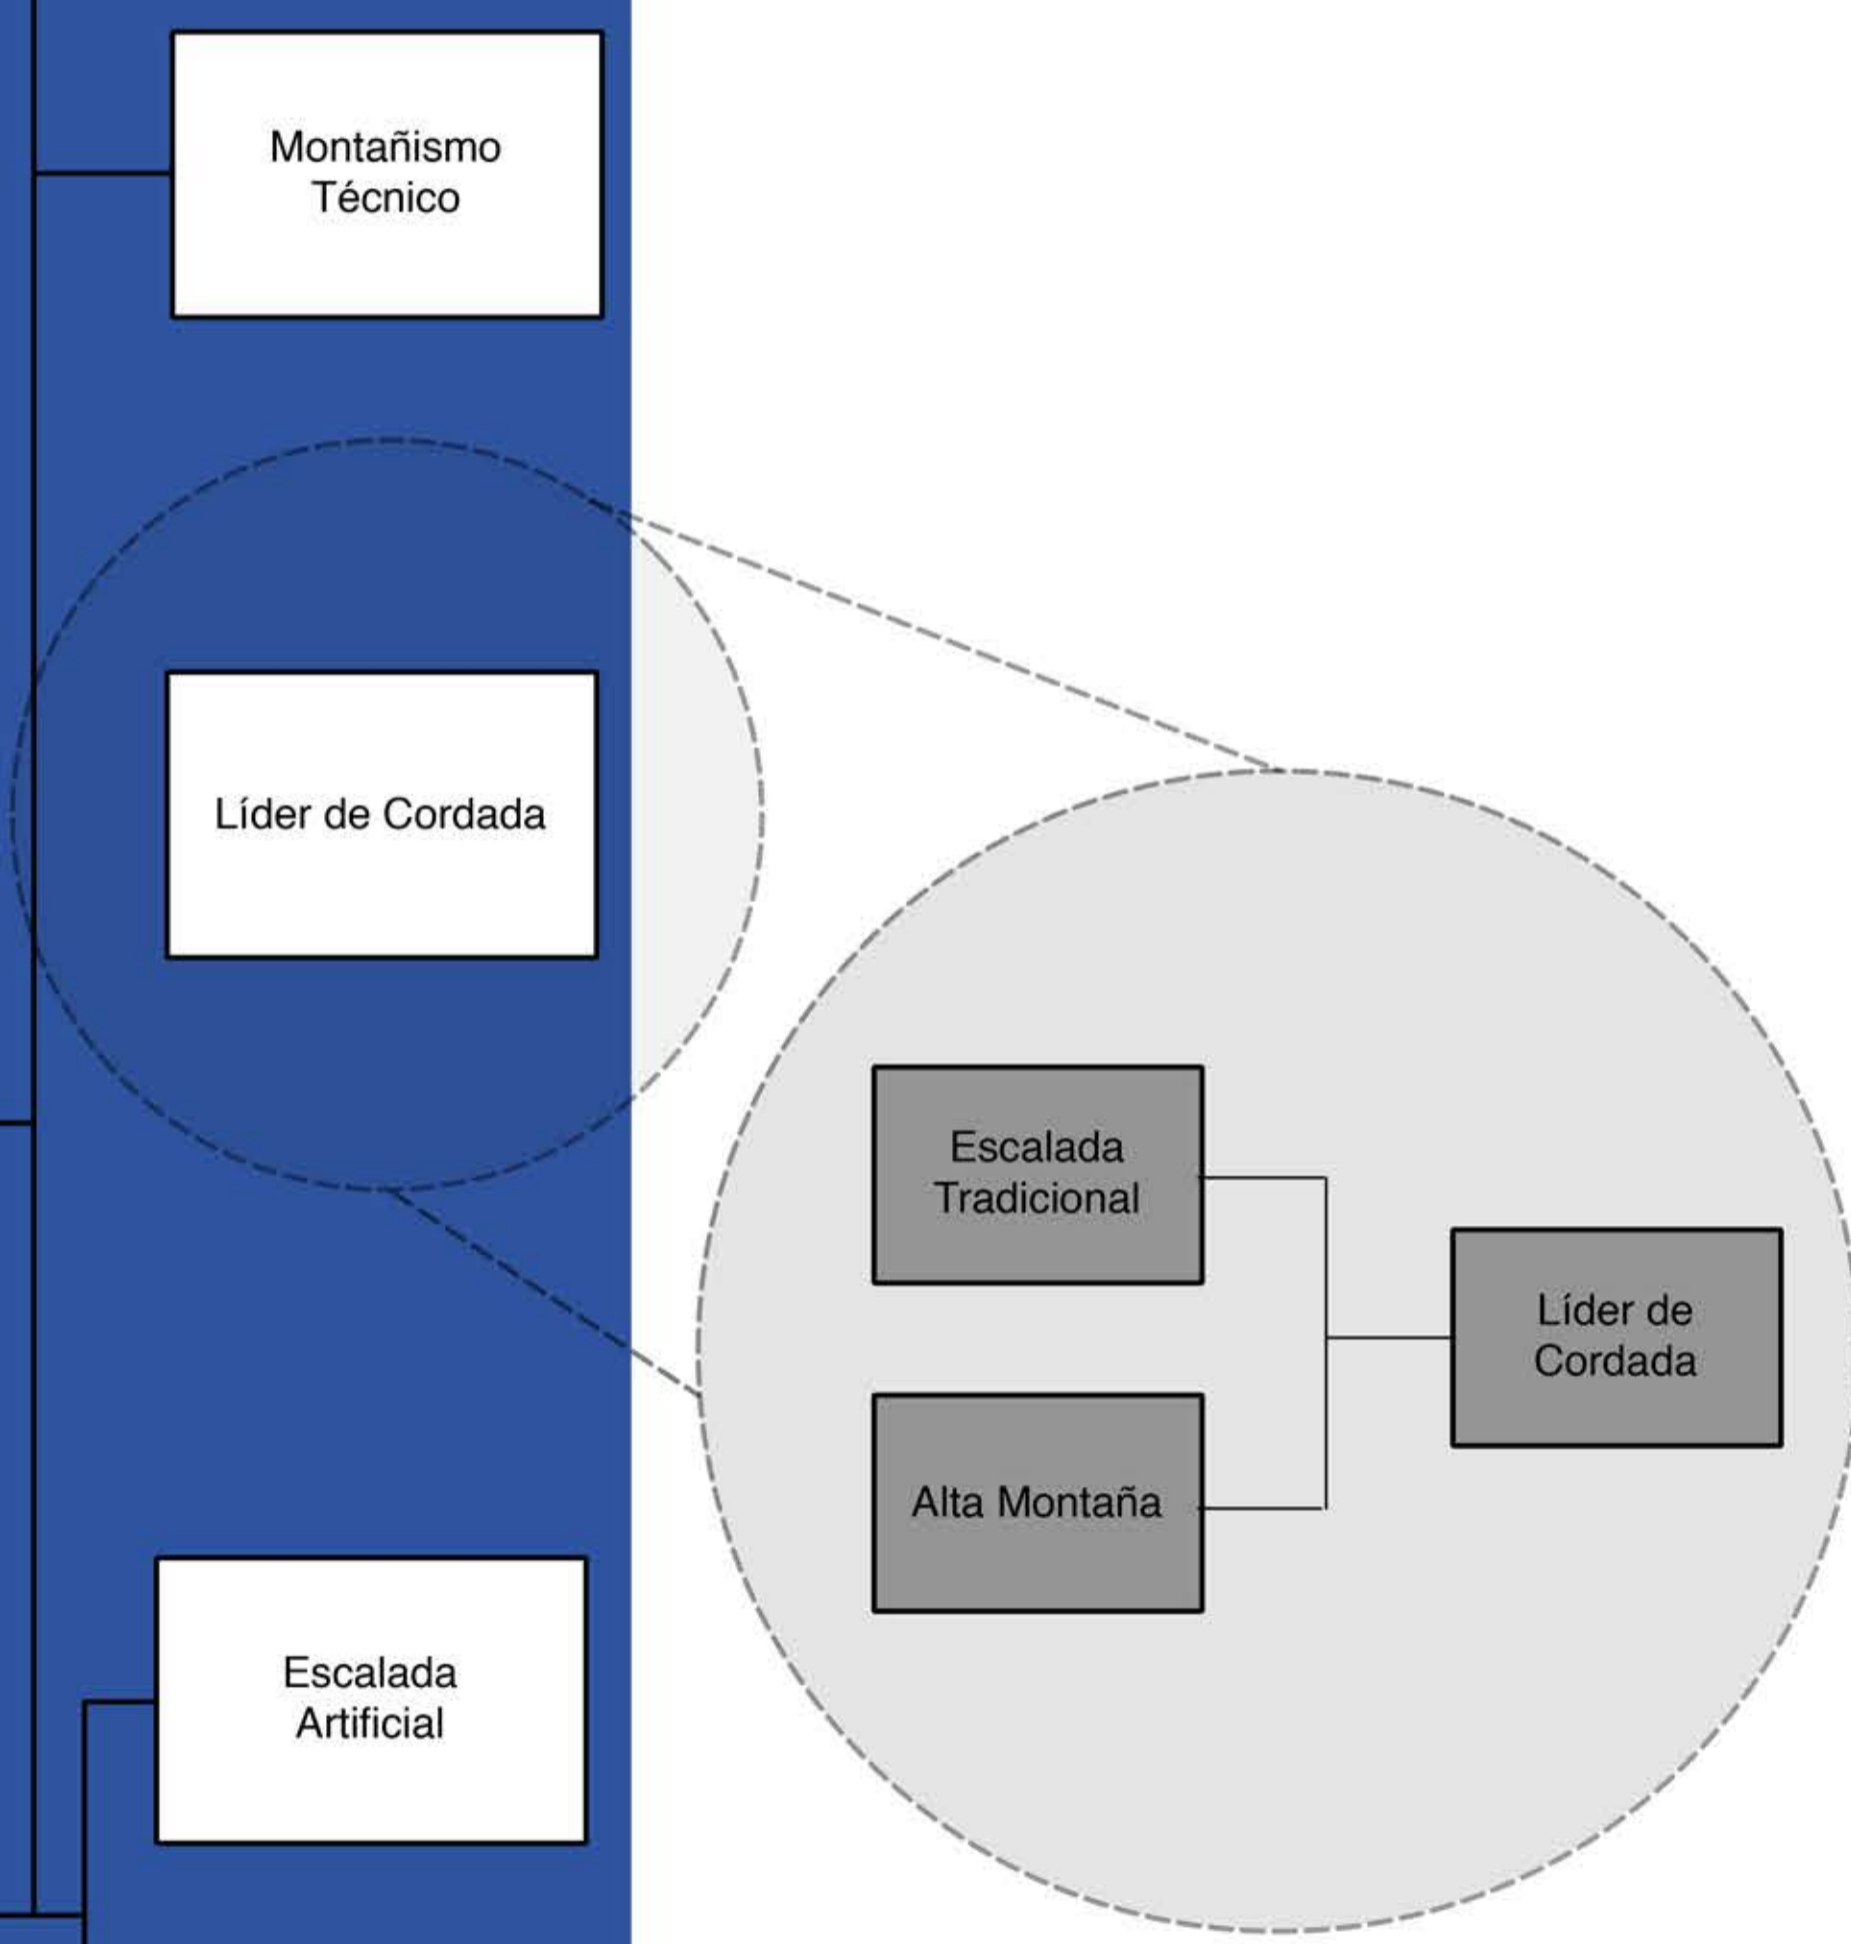 Montañismo
Técnico
Líder de Cordada
Escalada
Tradicional
Líder de
Cordada
Alta Montaña
Escalada
Artificial